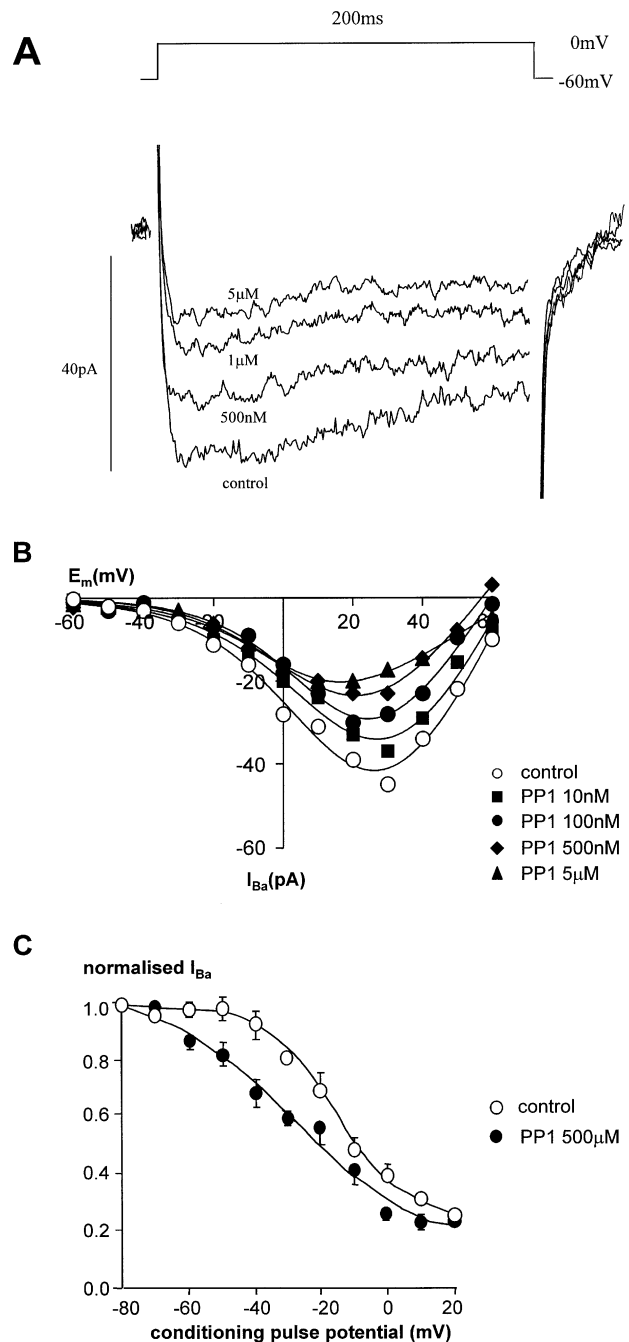 A
200ms
0mV
-60mV
5μM
1μM
500nM
control
40pA
B
Em(mV)
-60 -40 -20 20 40 60
-20
-40
-60
IBa(pA)
control
PP1 10nM
PP1 100nM
PP1 500nM
PP1 5μM
C
normalised IBa
1.0
0.8
0.6
0.4
0.2
0.0
-80 -60 -40 -20 0 20
conditioning pulse potential (mV)
control
PP1 500μM